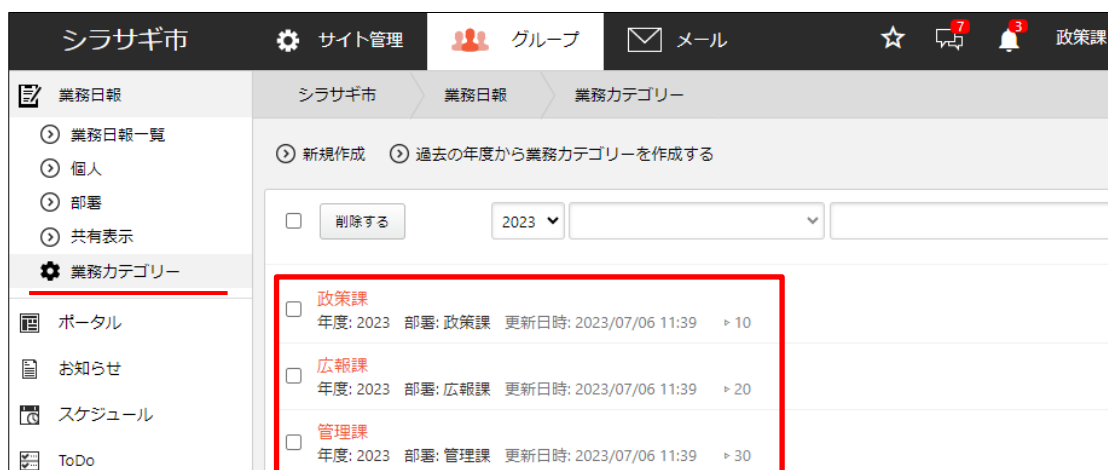 シラサギ市 サイト管理 グループ メール 7 3 政策課
業務日報
業務日報一覧
個人
部署
共有表示
業務カテゴリー
ポータル
お知らせ
スケジュール
ToDo
シラサギ市 業務日報 業務カテゴリー
新規作成 過去の年度から業務カテゴリーを作成する
削除する 2023
政策課
年度: 2023 部署: 政策課 更新日時: 2023/07/06 11:39 10
広報課
年度: 2023 部署: 広報課 更新日時: 2023/07/06 11:39 20
管理課
年度: 2023 部署: 管理課 更新日時: 2023/07/06 11:39 30